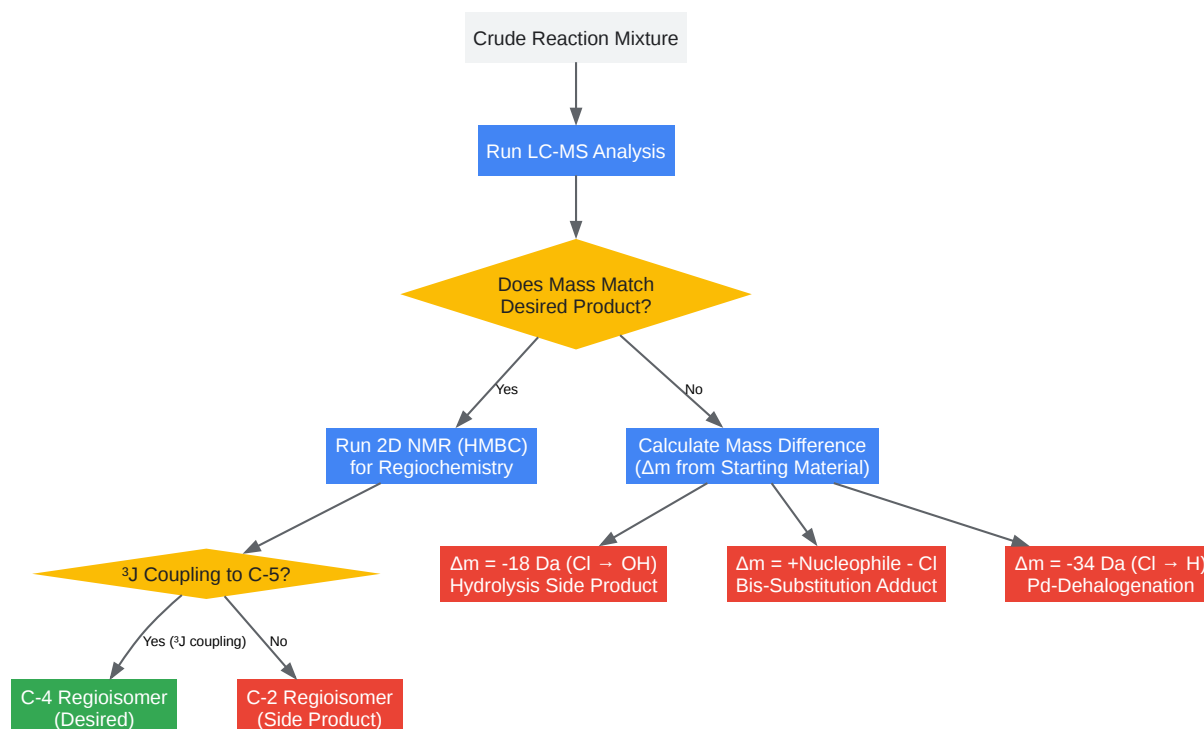 Crude Reaction Mixture
Run LC-MS Analysis
Does Mass Match
Desired Product?
Yes
No
Run 2D NMR (HMBC)
for Regiochemistry
Calculate Mass Difference
(Δm from Starting Material)
³J Coupling to C-5?
Δm = -18 Da (Cl → OH)
Hydrolysis Side Product
Δm = +Nucleophile - Cl
Bis-Substitution Adduct
Δm = -34 Da (Cl → H)
Pd-Dehalogenation
Yes (³J coupling)
No
C-4 Regioisomer
(Desired)
C-2 Regioisomer
(Side Product)